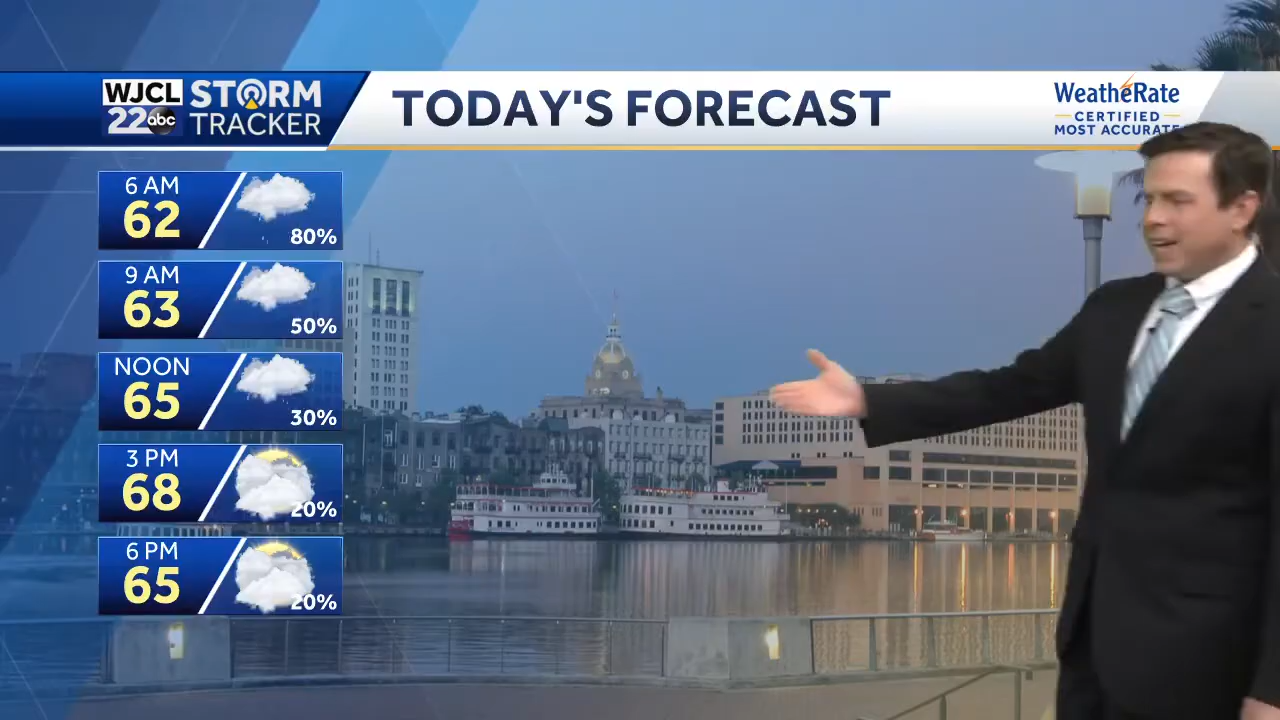 WJCL
22 abc
STORM
TRACKER
TODAY'S FORECAST
WeatheRate
CERTIFIED
MOST ACCURATE
6 AM
62
80%
9 AM
63
50%
NOON
65
30%
3 PM
68
20%
6 PM
65
20%